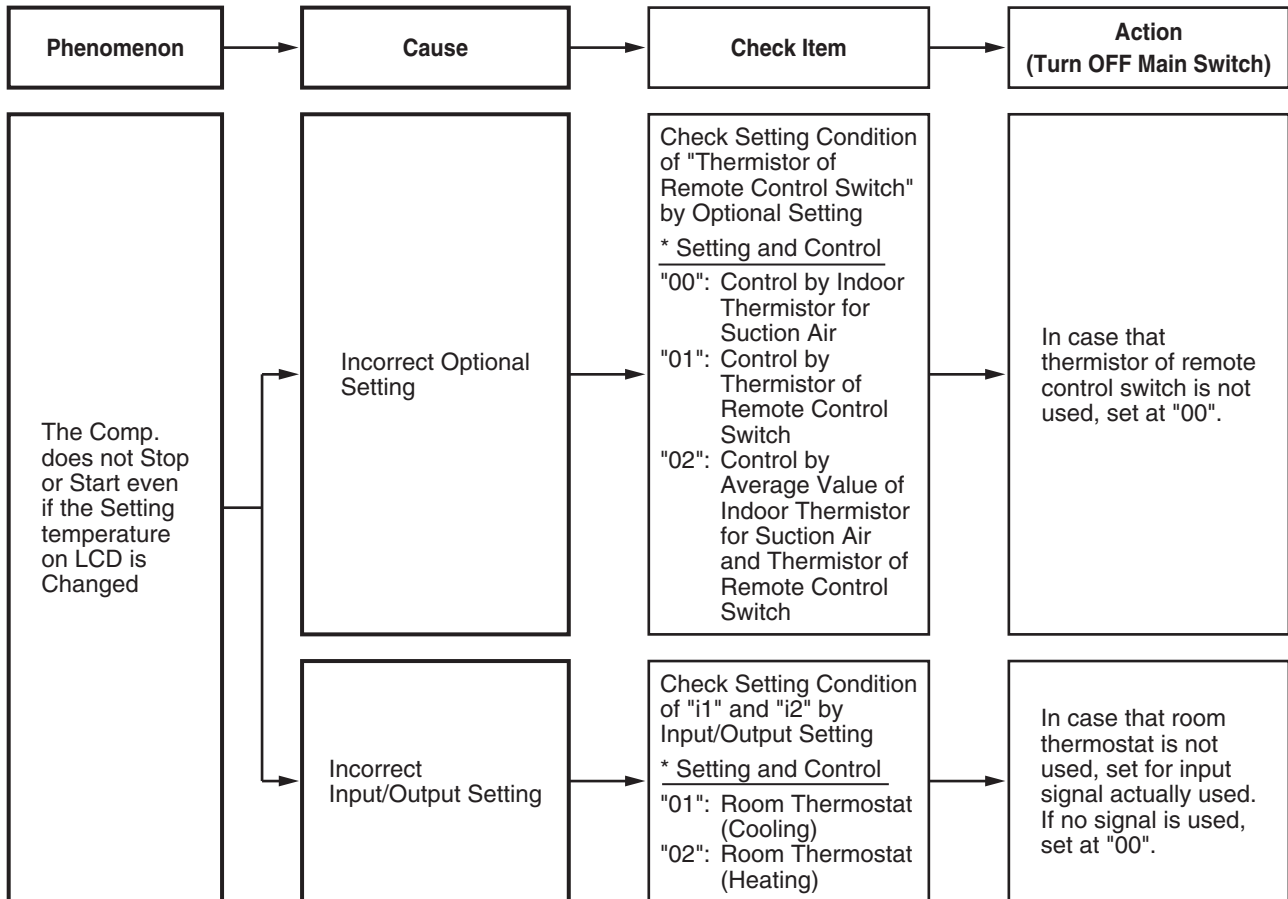 Phenomenon
Cause
Check Item
Action
(Turn OFF Main Switch)
The Comp.
does not Stop
or Start even
if the Setting
temperature
on LCD is
Changed
Incorrect Optional
Setting
Check Setting Condition
of "Thermistor of
Remote Control Switch"
by Optional Setting
* Setting and Control
"00": Control by Indoor
Thermistor for
Suction Air
"01": Control by
Thermistor of
Remote Control
Switch
"02": Control by
Average Value of
Indoor Thermistor
for Suction Air
and Thermistor of
Remote Control
Switch
In case that
thermistor of remote
control switch is not
used, set at "00".
Incorrect
Input/Output Setting
Check Setting Condition
of "i1" and "i2" by
Input/Output Setting
* Setting and Control
"01": Room Thermostat
(Cooling)
"02": Room Thermostat
(Heating)
In case that room
thermostat is not
used, set for input
signal actually used.
If no signal is used,
set at "00".